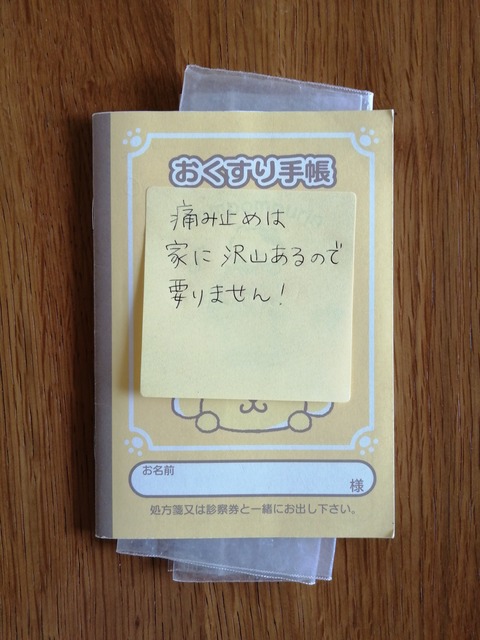 おくすり手帳
痛み止めは
家に沢山あるので
要りません!
お名前
様
処方箋又は診察券と一緒にお出し下さい。